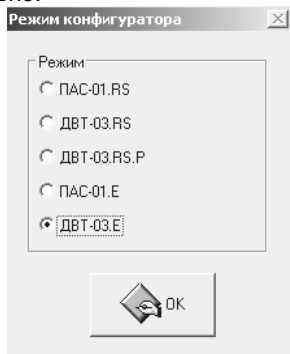 Режим конфигуратора
Режим
ПАС-01.RS
ДВТ-03.RS
ДВТ-03.RS.P
ПАС-01.E
ДВТ-03.E
OK